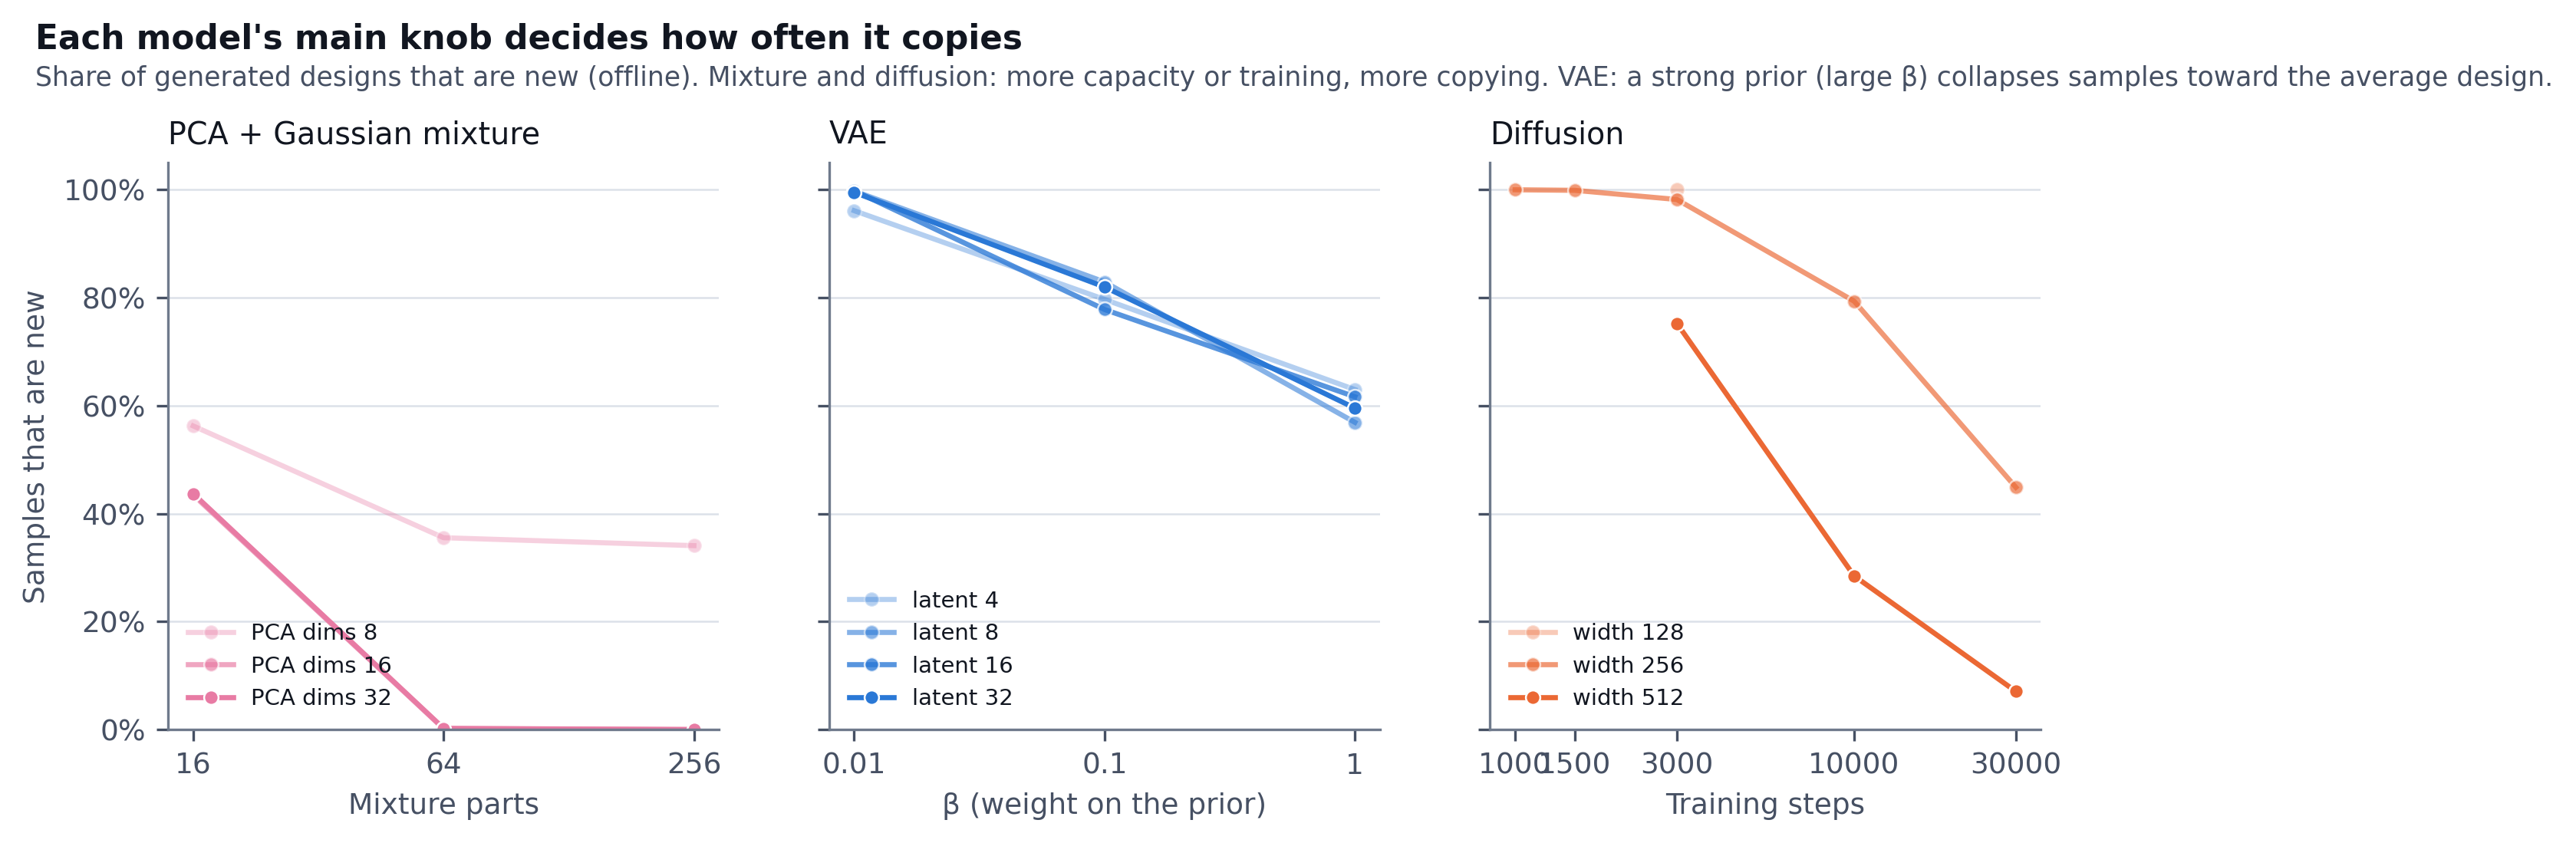 Each model's main knob decides how often it copies
Share of generated designs that are new (offline). Mixture and diffusion: more capacity or training, more copying. VAE: a strong prior (large β) collapses samples toward the average design.
PCA + Gaussian mixture
Samples that are new
100%
80%
60%
40%
20%
0%
PCA dims 8
PCA dims 16
PCA dims 32
16 64 256
Mixture parts
VAE
latent 4
latent 8
latent 16
latent 32
0.01 0.1 1
β (weight on the prior)
Diffusion
width 128
width 256
width 512
1000 1500 3000 10000 30000
Training steps